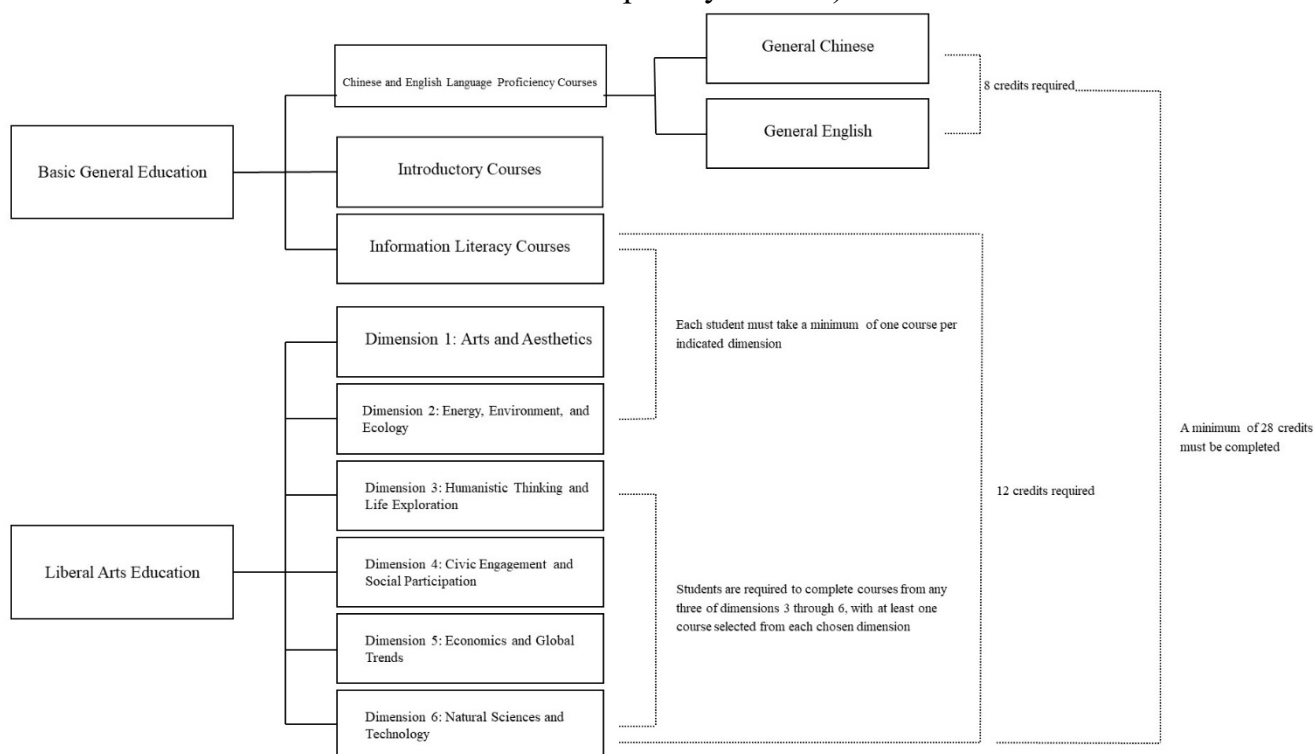 General Chinese
Chinese and English Language Proficiency Courses
8 credits required
General English
Basic General Education
Introductory Courses
Information Literacy Courses
Each student must take a minimum of one course per
indicated dimension
Dimension 1: Arts and Aesthetics
Dimension 2: Energy, Environment, and
Ecology
A minimum of 28 credits
must be completed
Dimension 3: Humanistic Thinking and
Life Exploration
12 credits required
Liberal Arts Education
Dimension 4: Civic Engagement and
Social Participation
Students are required to complete courses from any
three of dimensions 3 through 6, with at least one
course selected from each chosen dimension
Dimension 5: Economics and Global
Trends
Dimension 6: Natural Sciences and
Technology